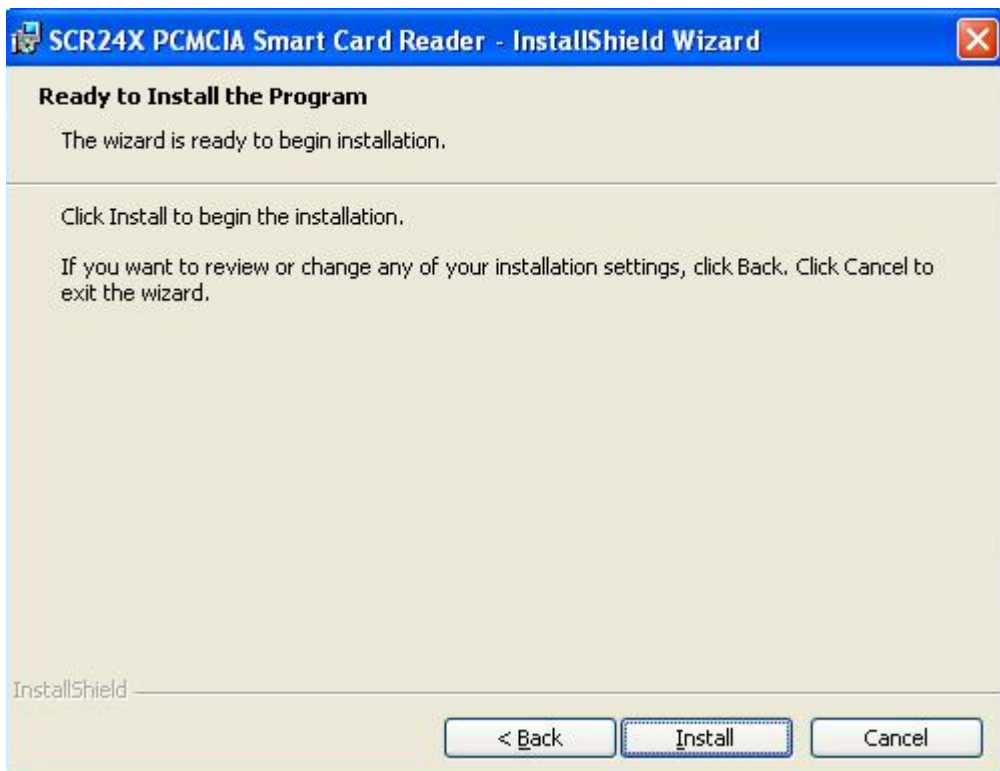 SCR24X PCMCIA Smart Card Reader - InstallShield Wizard
Ready to Install the Program
The wizard is ready to begin installation.
Click Install to begin the installation.
If you want to review or change any of your installation settings, click Back. Click Cancel to
exit the wizard.
InstallShield
< Back
Install
Cancel